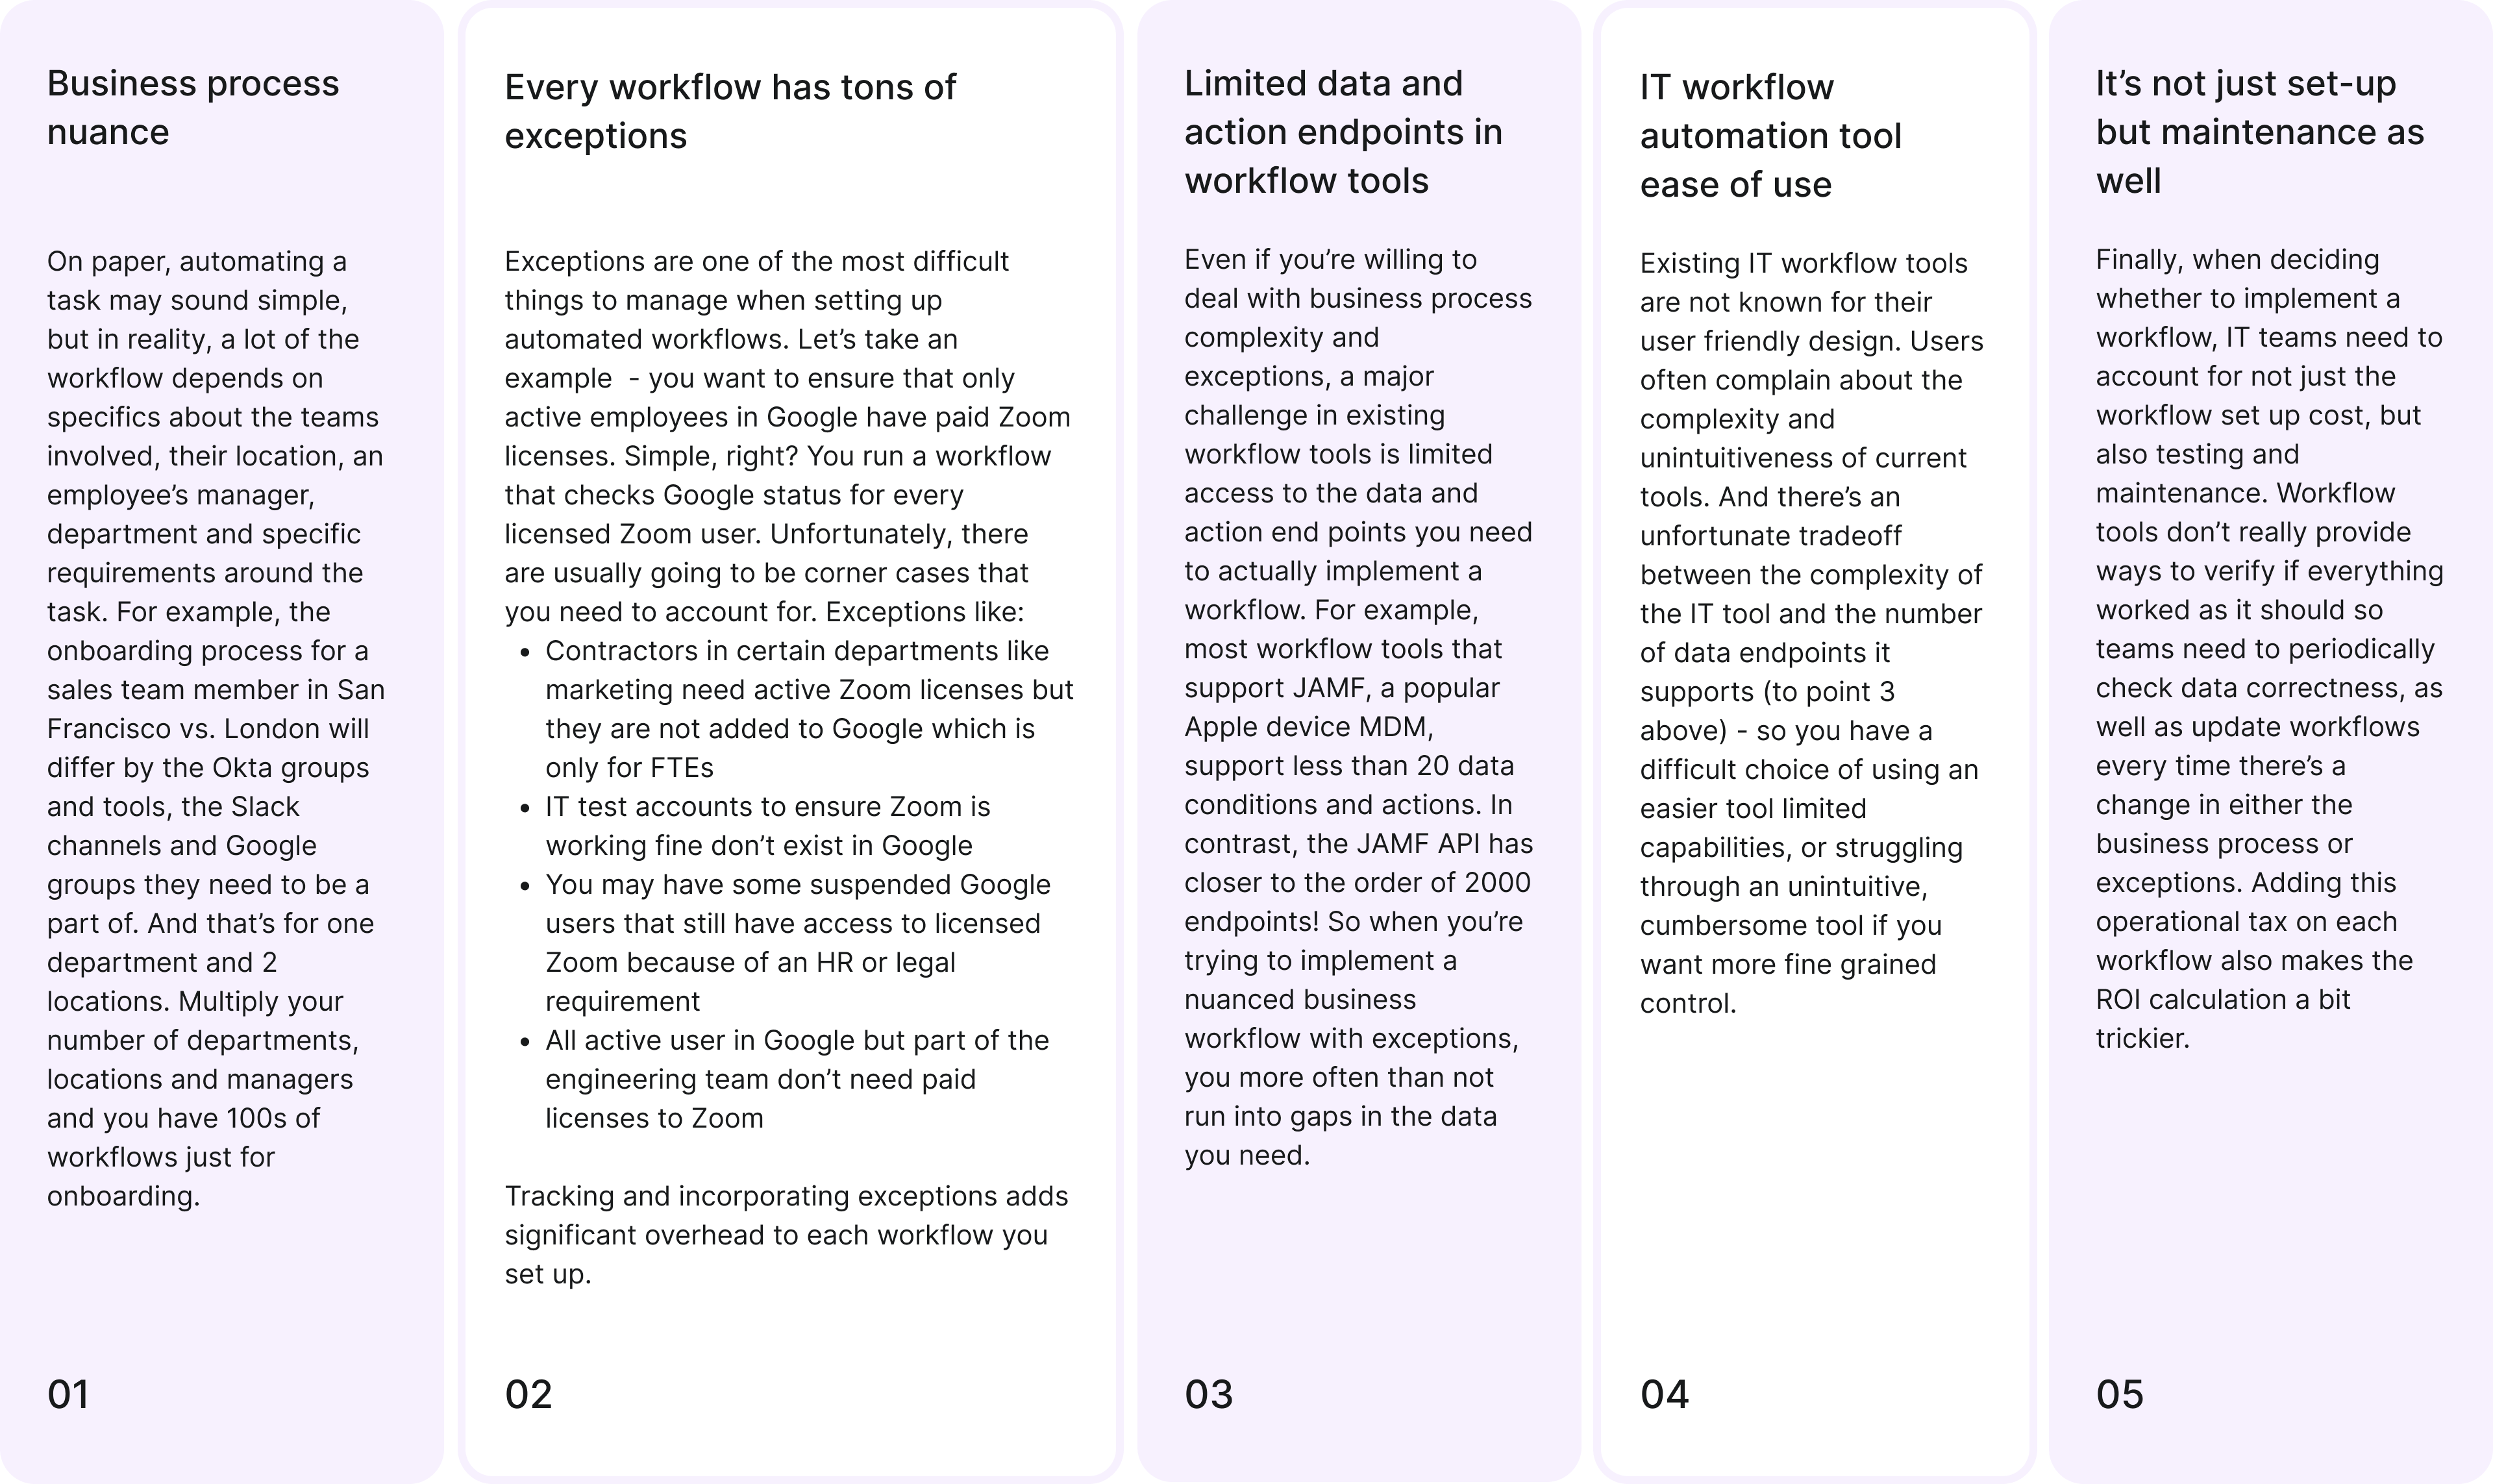 Business process
nuance
On paper, automating a
task may sound simple,
but in reality, a lot of the
workflow depends on
specifics about the teams
involved, their location, an
employee’s manager,
department and specific
requirements around the
task. For example, the
onboarding process for a
sales team member in San
Francisco vs. London will
differ by the Okta groups
and tools, the Slack
channels and Google
groups they need to be a
part of. And that’s for one
department and 2
locations. Multiply your
number of departments,
locations and managers
and you have 100s of
workflows just for
onboarding.
01
Every workflow has tons of
exceptions
Exceptions are one of the most difficult
things to manage when setting up
automated workflows. Let’s take an
example  - you want to ensure that only
active employees in Google have paid Zoom
licenses. Simple, right? You run a workflow
that checks Google status for every
licensed Zoom user. Unfortunately, there
are usually going to be corner cases that
you need to account for. Exceptions like:
• Contractors in certain departments like
marketing need active Zoom licenses but
they are not added to Google which is
only for FTEs
• IT test accounts to ensure Zoom is
working fine don’t exist in Google
• You may have some suspended Google
users that still have access to licensed
Zoom because of an HR or legal
requirement
• All active user in Google but part of the
engineering team don’t need paid
licenses to Zoom
Tracking and incorporating exceptions adds
significant overhead to each workflow you
set up.
02
Limited data and
action endpoints in
workflow tools
Even if you’re willing to
deal with business process
complexity and
exceptions, a major
challenge in existing
workflow tools is limited
access to the data and
action end points you need
to actually implement a
workflow. For example,
most workflow tools that
support JAMF, a popular
Apple device MDM,
support less than 20 data
conditions and actions. In
contrast, the JAMF API has
closer to the order of 2000
endpoints! So when you’re
trying to implement a
nuanced business
workflow with exceptions,
you more often than not
run into gaps in the data
you need.
03
IT workflow
automation tool
ease of use
Existing IT workflow tools
are not known for their
user friendly design. Users
often complain about the
complexity and
unintuitiveness of current
tools. And there’s an
unfortunate tradeoff
between the complexity of
the IT tool and the number
of data endpoints it
supports (to point 3
above) - so you have a
difficult choice of using an
easier tool limited
capabilities, or struggling
through an unintuitive,
cumbersome tool if you
want more fine grained
control.
04
It’s not just set-up
but maintenance as
well
Finally, when deciding
whether to implement a
workflow, IT teams need to
account for not just the
workflow set up cost, but
also testing and
maintenance. Workflow
tools don’t really provide
ways to verify if everything
worked as it should so
teams need to periodically
check data correctness, as
well as update workflows
every time there’s a
change in either the
business process or
exceptions. Adding this
operational tax on each
workflow also makes the
ROI calculation a bit
trickier.
05